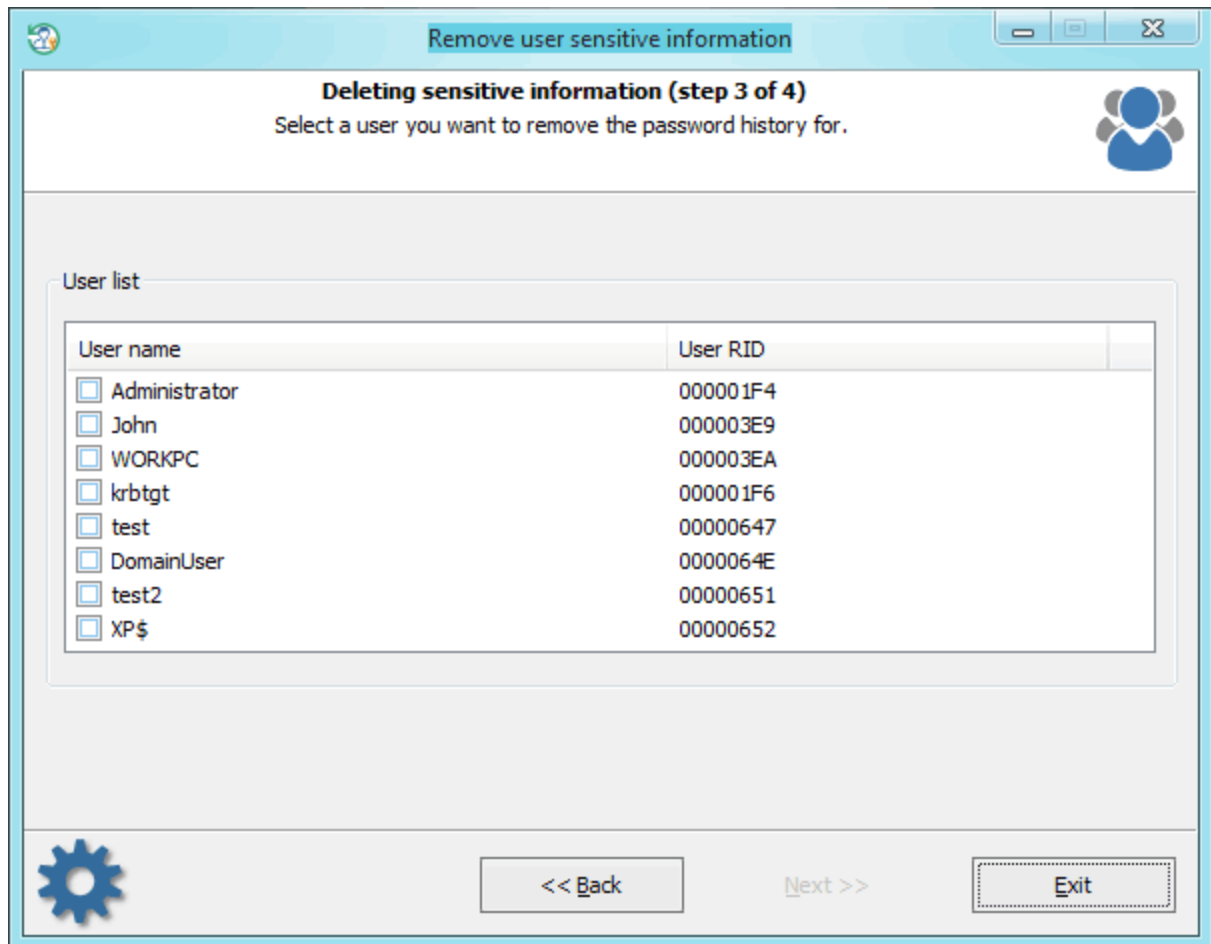 Remove user sensitive information
Deleting sensitive information (step 3 of 4)
Select a user you want to remove the password history for.
User list
User name User RID
Administrator 000001F4
John 000003E9
WORKPC 000003EA
krbtgt 000001F6
test 00000647
DomainUser 0000064E
test2 00000651
XP$ 00000652
<< Back Next >> Exit